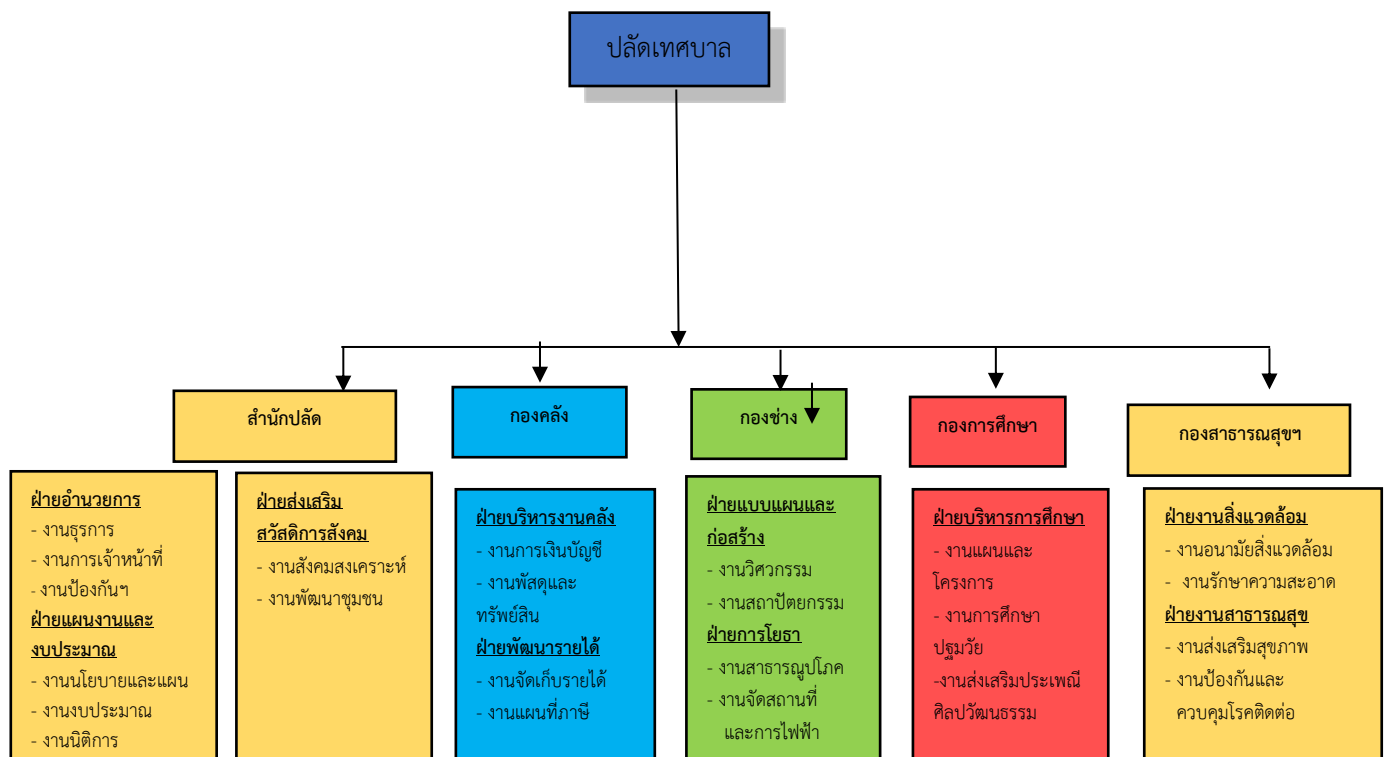 ปลัดเทศบาล
สำนักปลัด
กองคลัง
กองช่าง
กองการศึกษา
กองสาธารณสุขฯ
ฝ่ายอำนวยการ
- งานธุรการ
- งานการเจ้าหน้าที่
- งานป้องกันฯ
ฝ่ายแผนงานและ
งบประมาณ
- งานนโยบายและแผน
- งานงบประมาณ
- งานนิติการ
ฝ่ายส่งเสริม
สวัสดิการสังคม
- งานสังคมสงเคราะห์
- งานพัฒนาชุมชน
ฝ่ายบริหารงานคลัง
- งานการเงินบัญชี
- งานพัสดุและ
ทรัพย์สิน
ฝ่ายพัฒนารายได้
- งานจัดเก็บรายได้
- งานแผนที่ภาษี
ฝ่ายแบบแผนและ
ก่อสร้าง
- งานวิศวกรรม
- งานสถาปัตยกรรม
ฝ่ายการโยธา
- งานสาธารณูปโภค
- งานจัดสถานที่
และการไฟฟ้า
ฝ่ายบริหารการศึกษา
- งานแผนและ
โครงการ
- งานการศึกษา
ปฐมวัย
-งานส่งเสริมประเพณี
ศิลปวัฒนธรรม
ฝ่ายงานสิ่งแวดล้อม
- งานอนามัยสิ่งแวดล้อม
- งานรักษาความสะอาด
ฝ่ายงานสาธารณสุข
- งานส่งเสริมสุขภาพ
- งานป้องกันและ
ควบคุมโรคติดต่อ